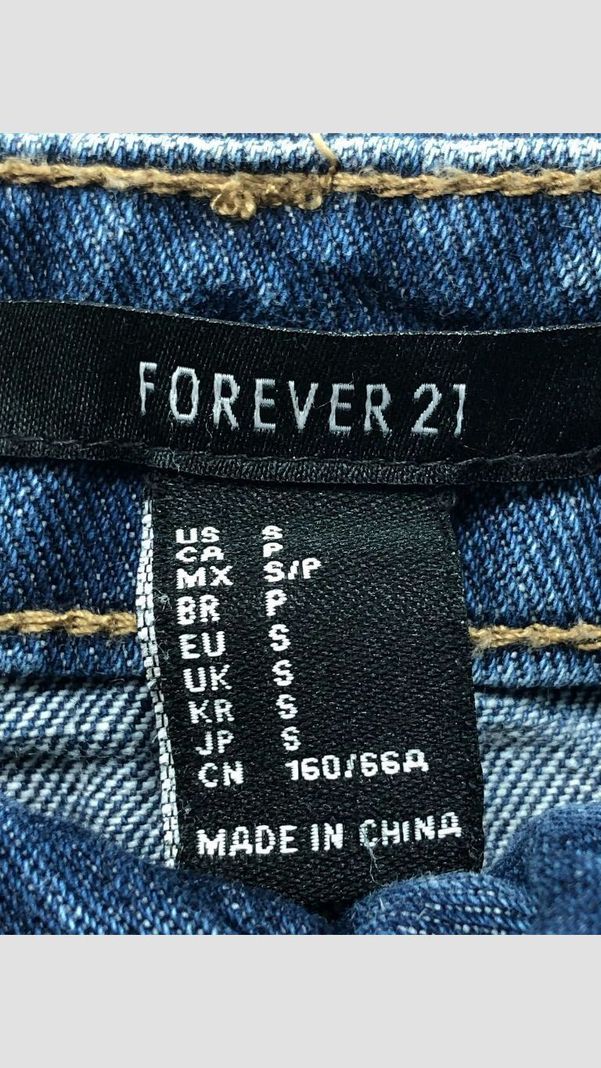 FOREVER 21
US S
CA P
MX S/P
BR P
EU S
UK S
KR S
JP S
CN 160/66A
MADE IN CHINA